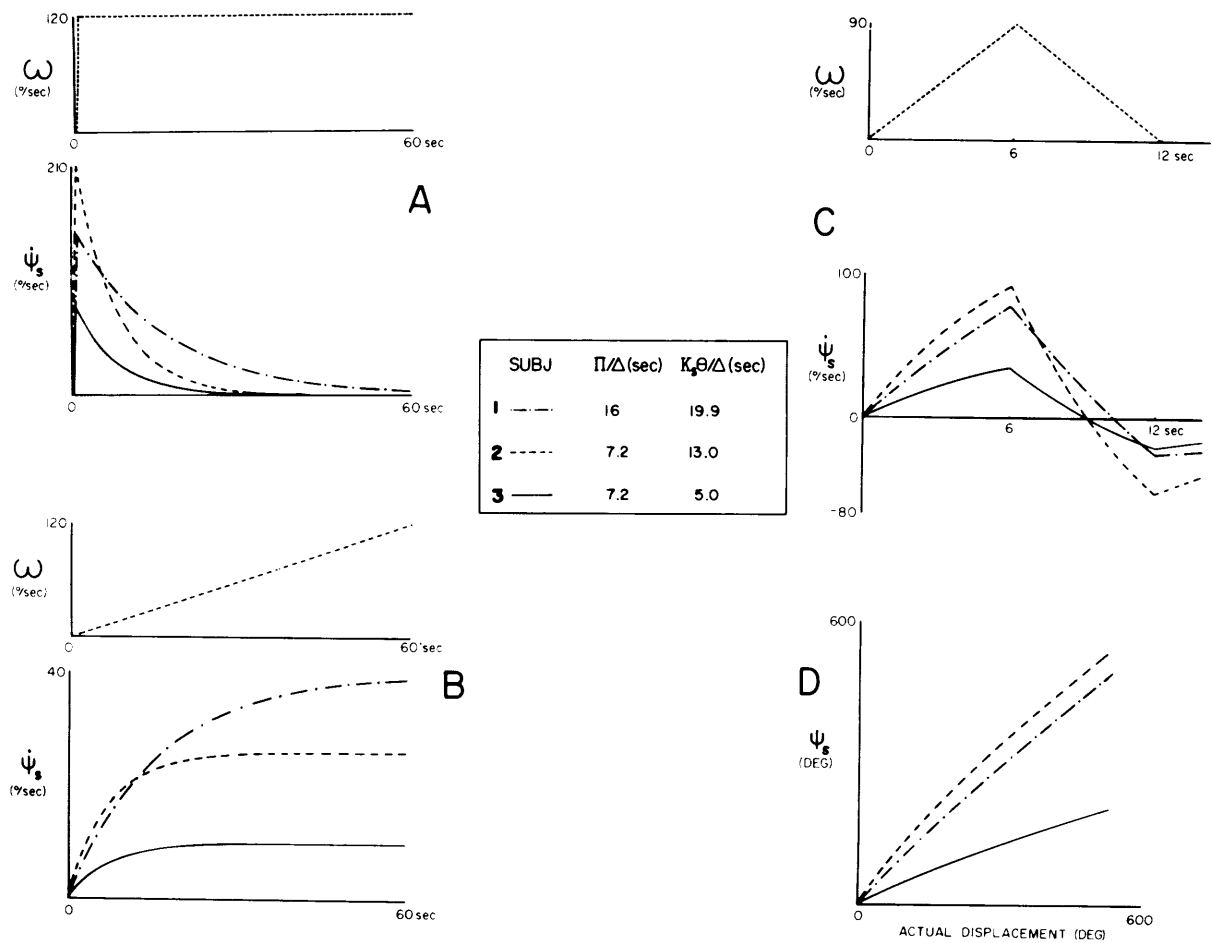 120
ω
(°/sec)
0
60 sec
210
A
ψ̇s
(°/sec)
0
60 sec
90
ω
(°/sec)
0
6
12 sec
C
100
ψ̇s
(°/sec)
0
6
12 sec
-80
SUBJ Π/Δ (sec) KsΘ/Δ (sec)
1 16 19.9
2 7.2 13.0
3 7.2 5.0
120
ω
(°/sec)
0
60 sec
40
B
ψ̇s
(°/sec)
0
60 sec
600
D
ψs
(DEG)
0
600
ACTUAL DISPLACEMENT (DEG)